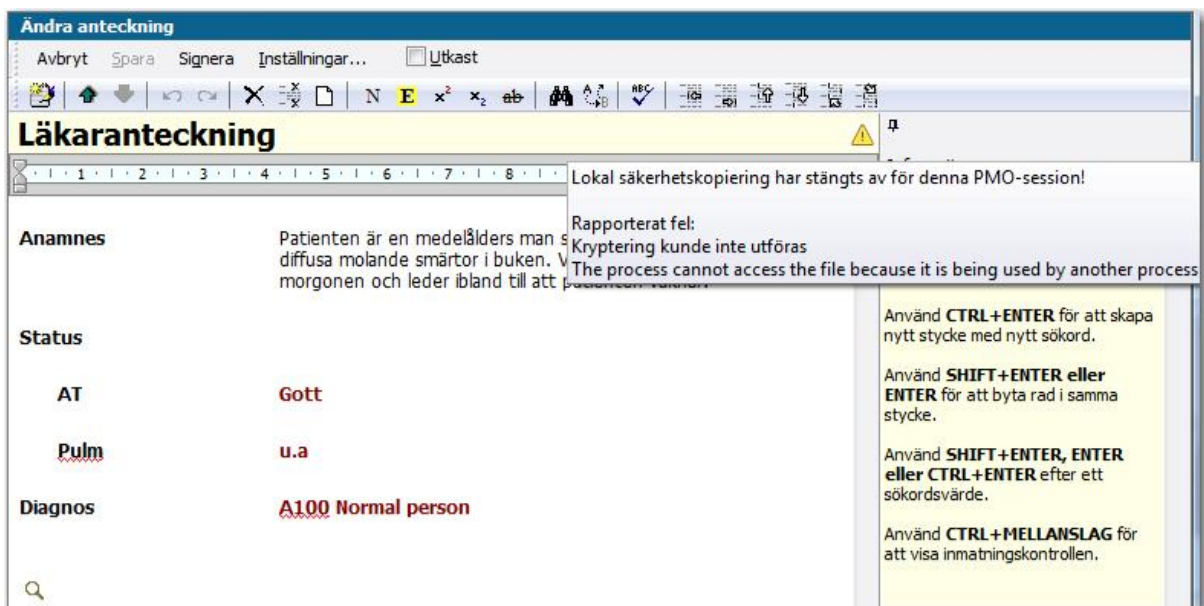 Ändra anteckning
Avbryt Spara Signera Inställningar... Utkast
N E x² x₂ ab A B ABC
Läkaranteckning
1 2 3 4 5 6 7 8
Lokal säkerhetskopiering har stängts av för denna PMO-session!
Rapporterat fel:
Kryptering kunde inte utföras
The process cannot access the file because it is being used by another process
Anamnes
Patienten är en medelålders man
diffusa molande smärtor i buken.
morgonen och leder ibland till att
Status
AT Gott
Pulm u.a
Diagnos A100 Normal person
Använd CTRL+ENTER för att skapa
nytt stycke med nytt sökord.
Använd SHIFT+ENTER eller
ENTER för att byta rad i samma
stycke.
Använd SHIFT+ENTER, ENTER
eller CTRL+ENTER efter ett
sökordsvärde.
Använd CTRL+MELLANSLAG för
att visa inmatningskontrollen.